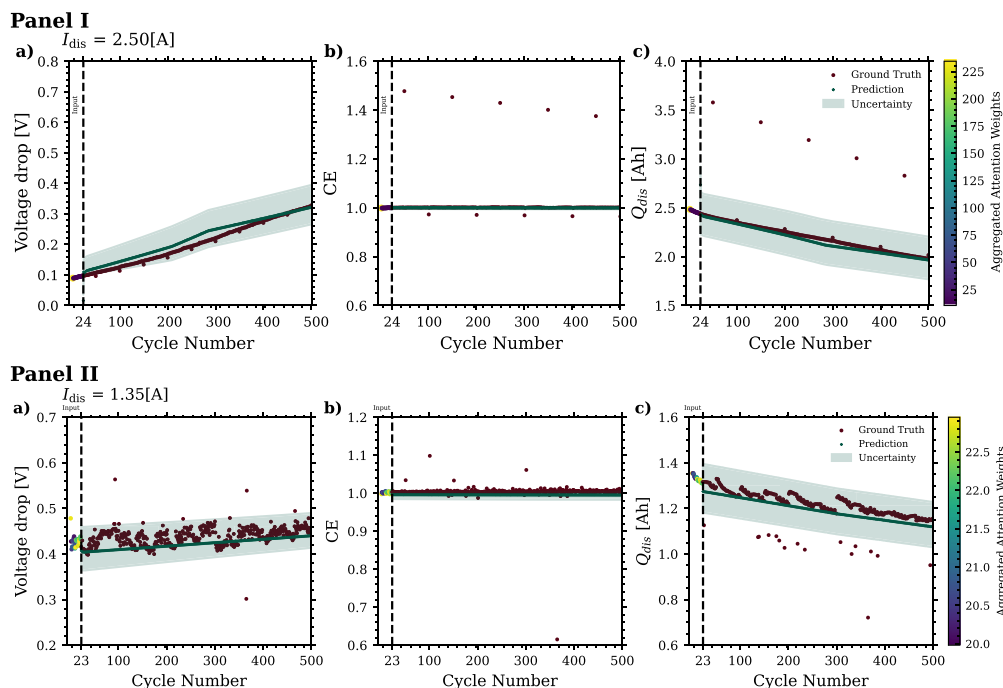 Panel I
I_dis = 2.50[A]
a)
Voltage drop [V]
0.8
0.7
0.6
0.5
0.4
0.3
0.2
0.1
0.0
Input
24 100 200 300 400 500
Cycle Number
b)
CE
1.6
1.4
1.2
1.0
0.8
0.6
Input
24 100 200 300 400 500
Cycle Number
c)
Q_dis [Ah]
4.0
3.5
3.0
2.5
2.0
1.5
Input
Ground Truth
Prediction
Uncertainty
24 100 200 300 400 500
Cycle Number
225
200
175
150
125
100
75
50
25
Aggregated Attention Weights
Panel II
I_dis = 1.35[A]
a)
Input
Voltage drop [V]
0.7
0.6
0.5
0.4
0.3
0.2
23 100 200 300 400 500
Cycle Number
b)
Input
CE
1.2
1.1
1.0
0.9
0.8
0.7
0.6
23 100 200 300 400 500
Cycle Number
c)
Input
Q_dis [Ah]
1.6
1.4
1.2
1.0
0.8
0.6
Ground Truth
Prediction
Uncertainty
23 100 200 300 400 500
Cycle Number
22.5
22.0
21.5
21.0
20.5
20.0
Aggregated Attention Weights